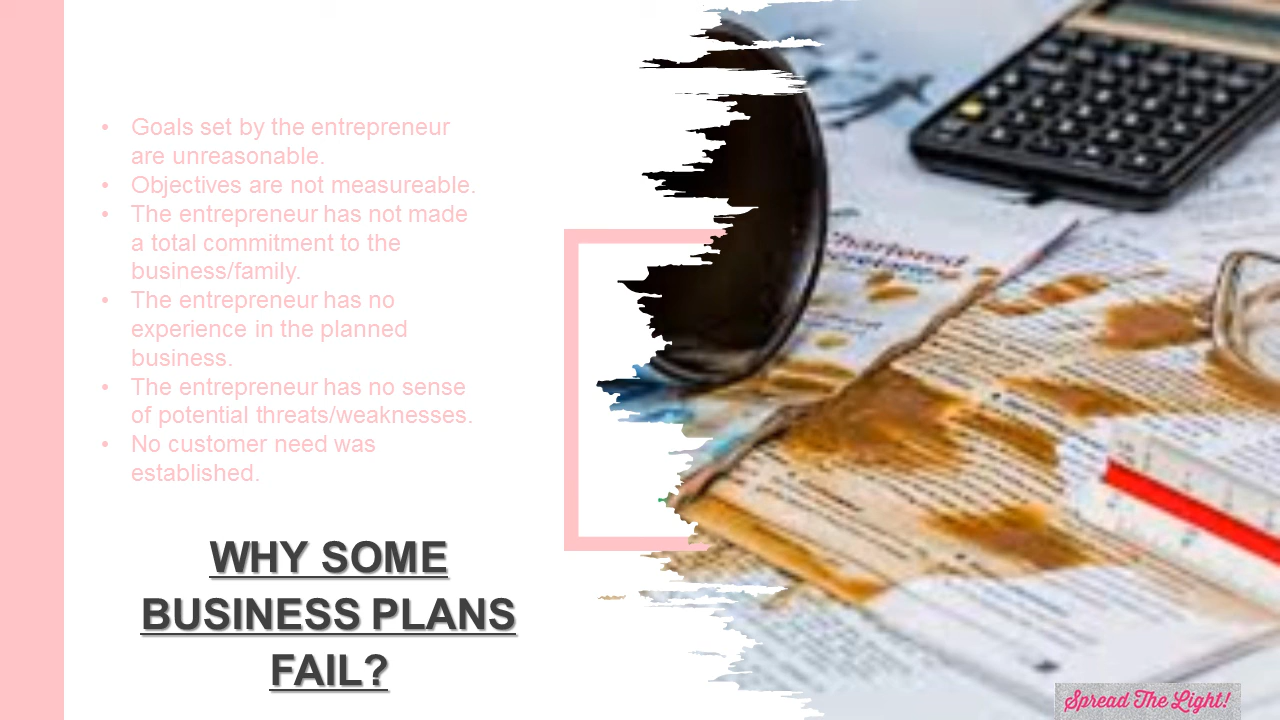 • Goals set by the entrepreneur
are unreasonable.
• Objectives are not measureable.
• The entrepreneur has not made
a total commitment to the
business/family.
• The entrepreneur has no
experience in the planned
business.
• The entrepreneur has no sense
of potential threats/weaknesses.
• No customer need was
established.
WHY SOME
BUSINESS PLANS
FAIL?
Spread The Light!